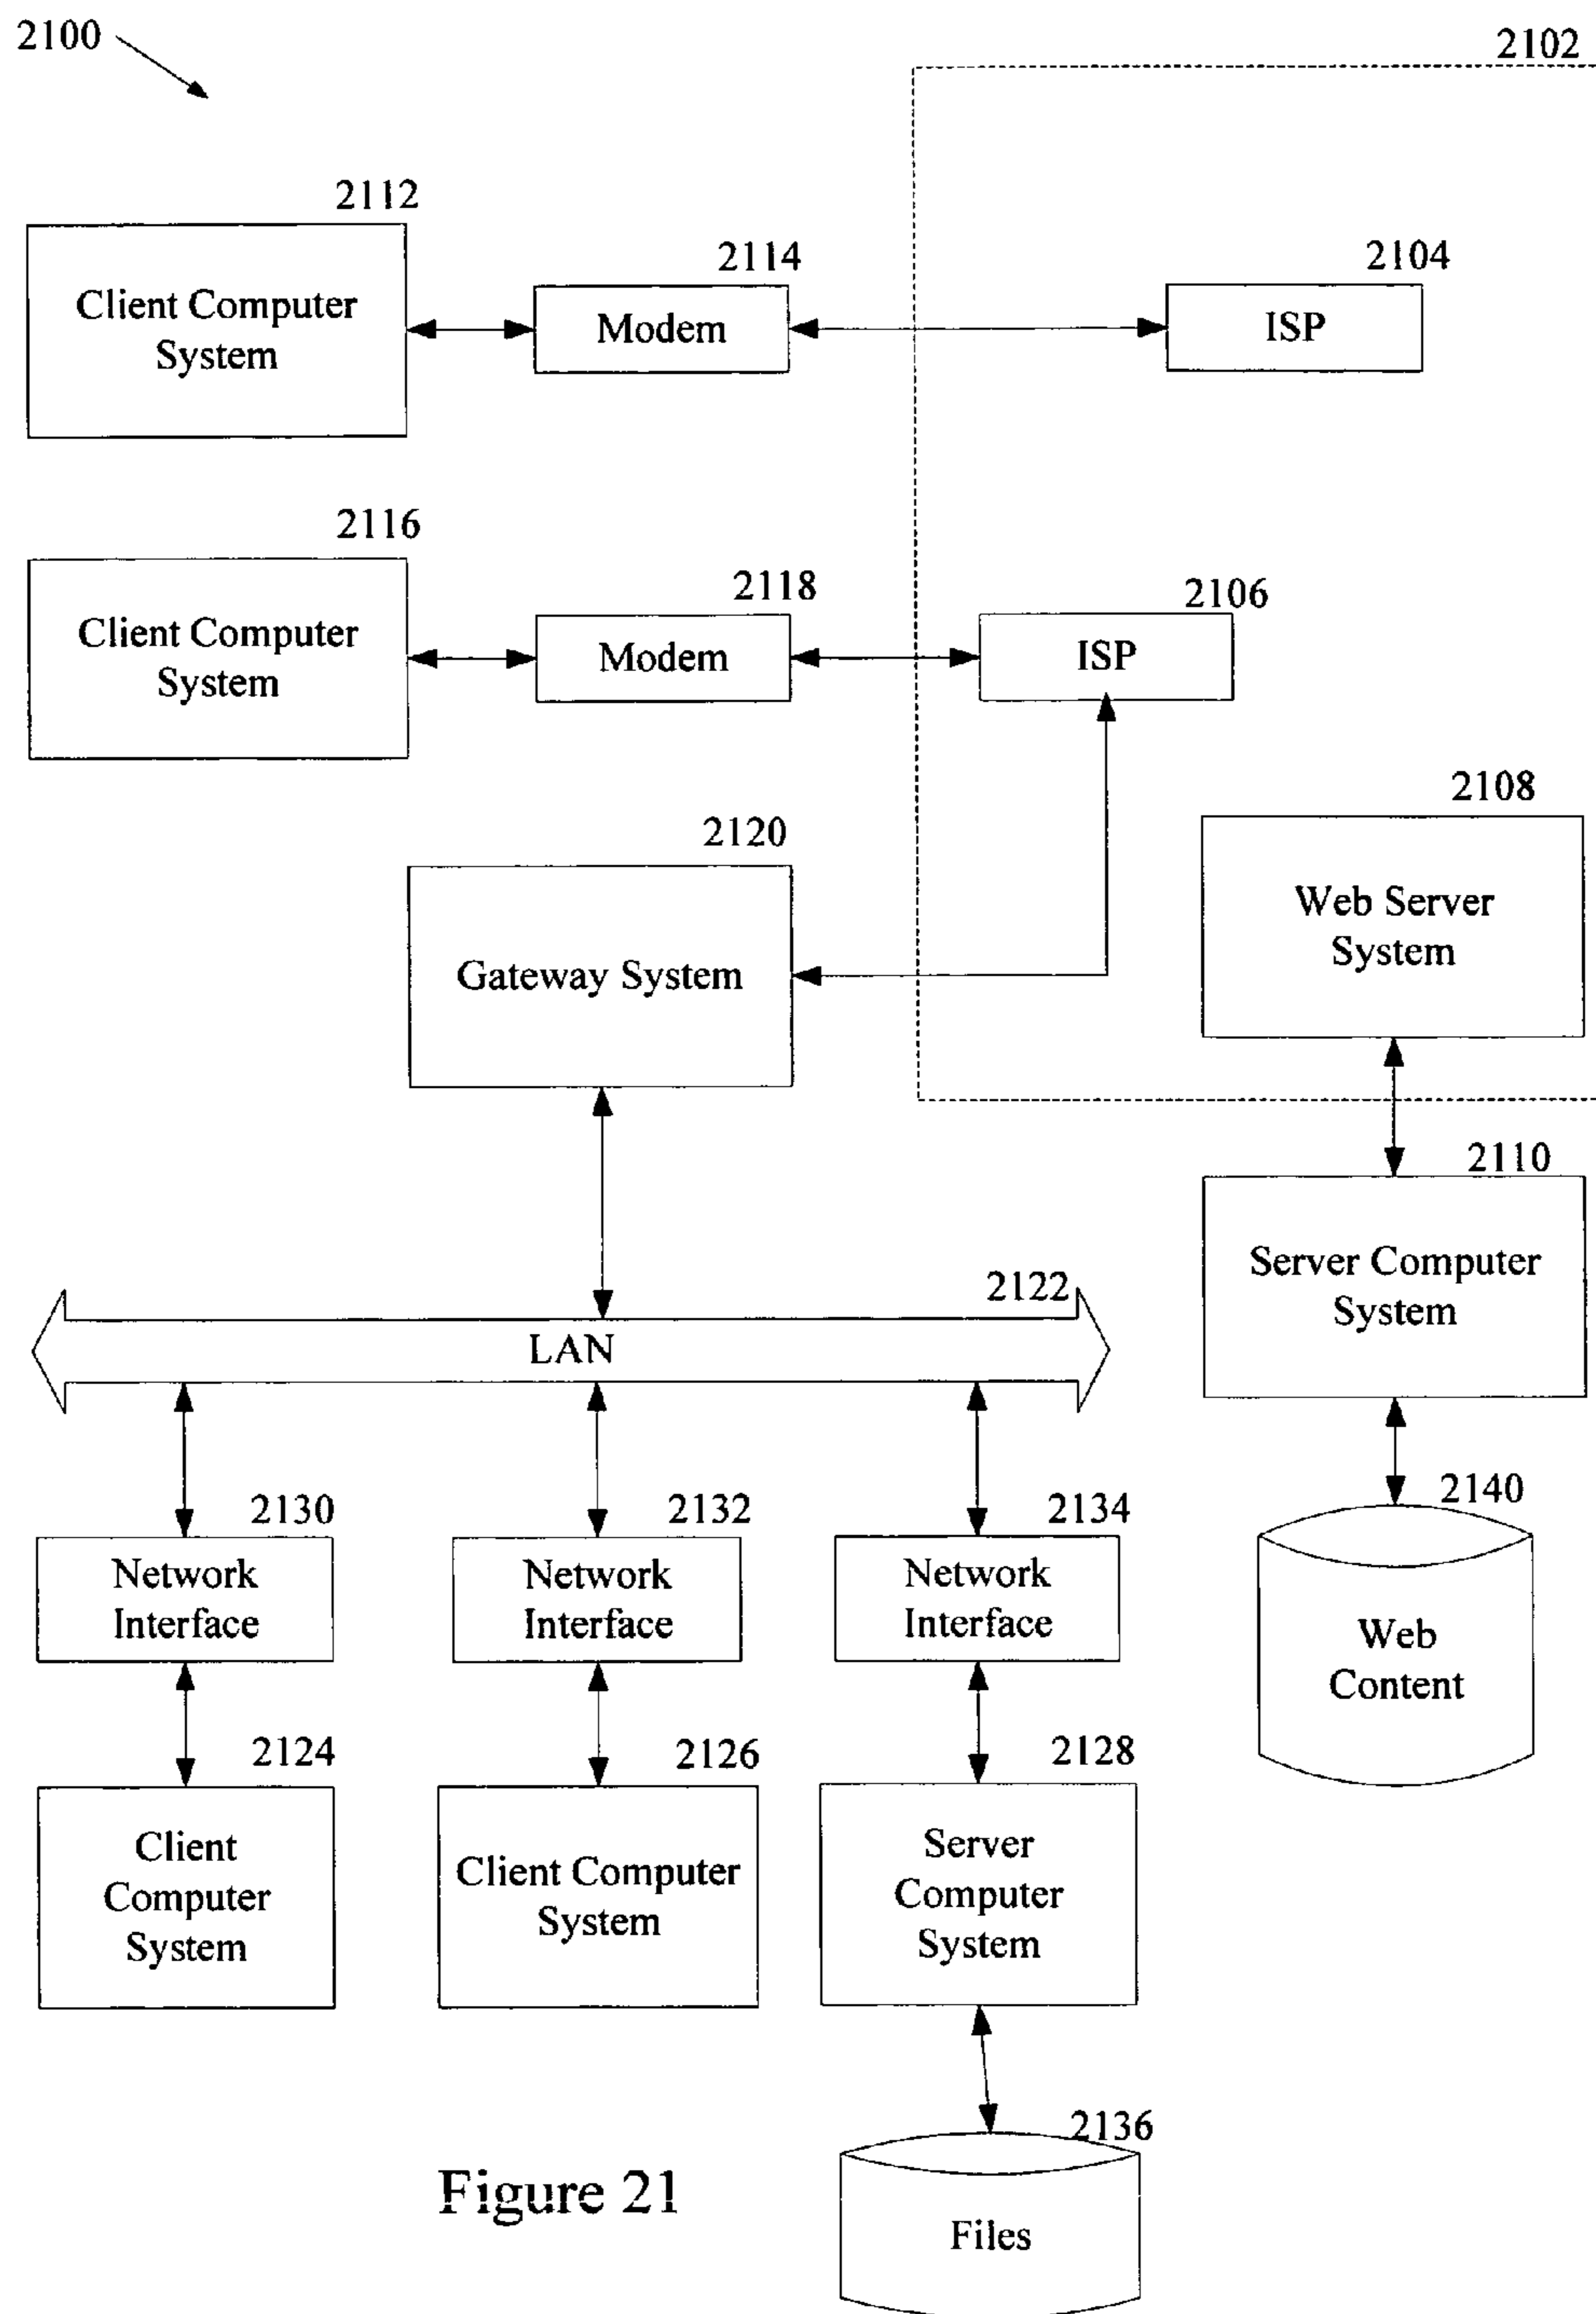 2100
2102
2112
Client Computer
System
2114
Modem
2104
ISP
2116
Client Computer
System
2118
Modem
2106
ISP
2108
Web Server
System
2120
Gateway System
2110
Server Computer
System
2122
LAN
2130
Network
Interface
2132
Network
Interface
2134
Network
Interface
2140
Web
Content
2124
Client
Computer
System
2126
Client Computer
System
2128
Server
Computer
System
2136
Files
Figure 21